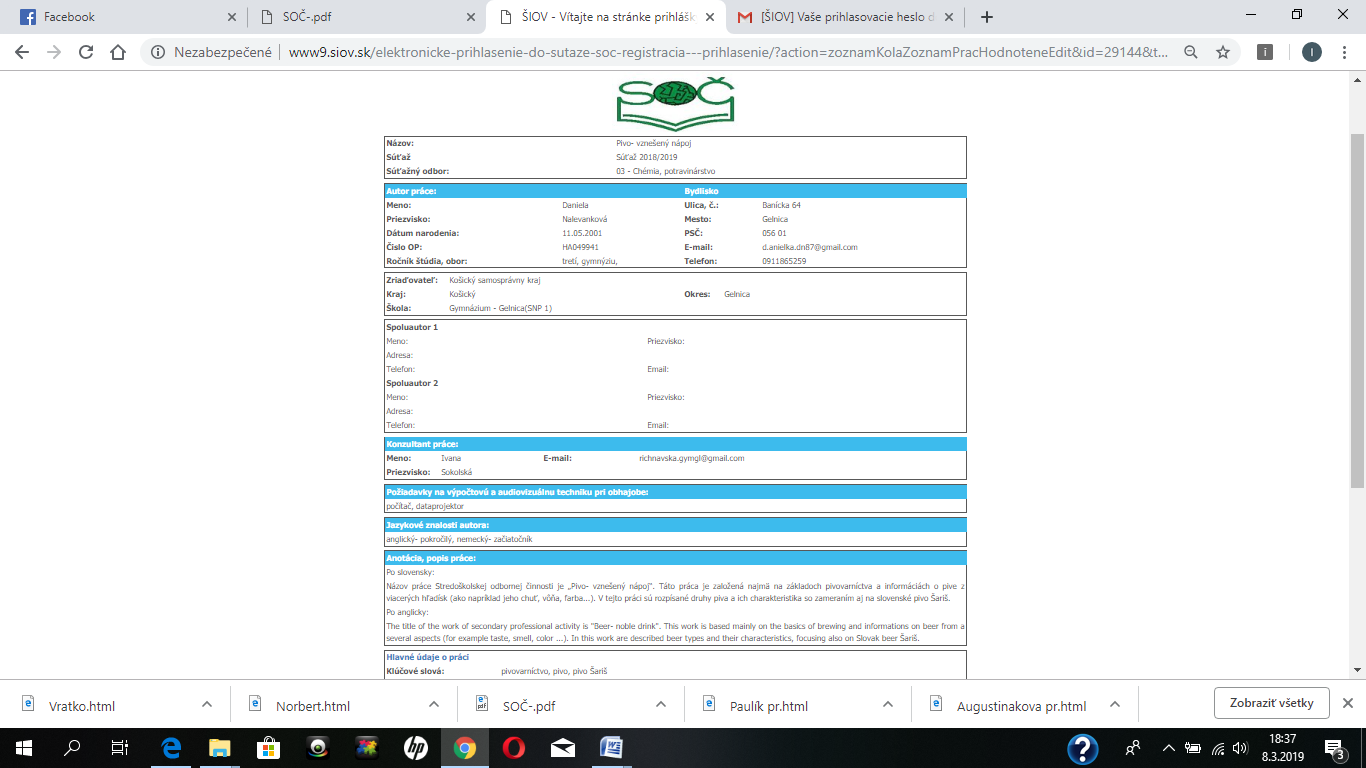 Facebook
SOČ-.pdf
ŠIOV - Vítajte na stránke prihlášk
[ŠIOV] Vaše prihlasovacie heslo d
Nezabezpečené
www9.siov.sk/elektronicke-prihlasenie-do-sutaze-soc-registracia---prihlasenie/?action=zoznamKolaZoznamPracHodnoteneEdit&id=29144&t...
SOČ
Názov: Pivo- vznešený nápoj
Súťaž Súťaž 2018/2019
Súťažný odbor: 03 - Chémia, potravinárstvo
Autor práce: Bydlisko
Meno: Daniela Ulica, č.: Banícka 64
Priezvisko: Nalevanková Mesto: Gelnica
Dátum narodenia: 11.05.2001 PSČ: 056 01
Číslo OP: HA049941 E-mail: d.anielka.dn87@gmail.com
Ročník štúdia, obor: tretí, gymnýziu, Telefon: 0911865259
Zriaďovateľ: Košický samosprávny kraj
Kraj: Košický Okres: Gelnica
Škola: Gymnázium - Gelnica(SNP 1)
Spoluautor 1
Meno: Priezvisko:
Adresa:
Telefon: Email:
Spoluautor 2
Meno: Priezvisko:
Adresa:
Telefon: Email:
Konzultant práce:
Meno: Ivana E-mail: richnavska.gymgl@gmail.com
Priezvisko: Sokolská
Požiadavky na výpočtovú a audiovizuálnu techniku pri obhajobe:
počítač, dataprojektor
Jazykové znalosti autora:
anglický- pokročilý, nemecký- začiatočník
Anotácia, popis práce:
Po slovensky:
Názov práce Stredoškolskej odbornej činnosti je „Pivo- vznešený nápoj". Táto práca je založená najmä na základoch pivovarníctva a informáciách o pive z
viacerých hľadísk (ako napríklad jeho chuť, vôňa, farba...). V tejto práci sú rozpísané druhy piva a ich charakteristika so zameraním aj na slovenské pivo Šariš.
Po anglicky:
The title of the work of secondary professional activity is "Beer- noble drink". This work is based mainly on the basics of brewing and informations on beer from a
several aspects (for example taste, smell, color ...). In this work are described beer types and their characteristics, focusing also on Slovak beer Šariš.
Hlavné údaje o prácí
Klúčové slová: pivovarníctvo, pivo, pivo Šariš
Vratko.html
Norbert.html
SOČ-.pdf
Paulík pr.html
Augustinakova pr.html
Zobraziť všetky
18:37
8.3.2019
3